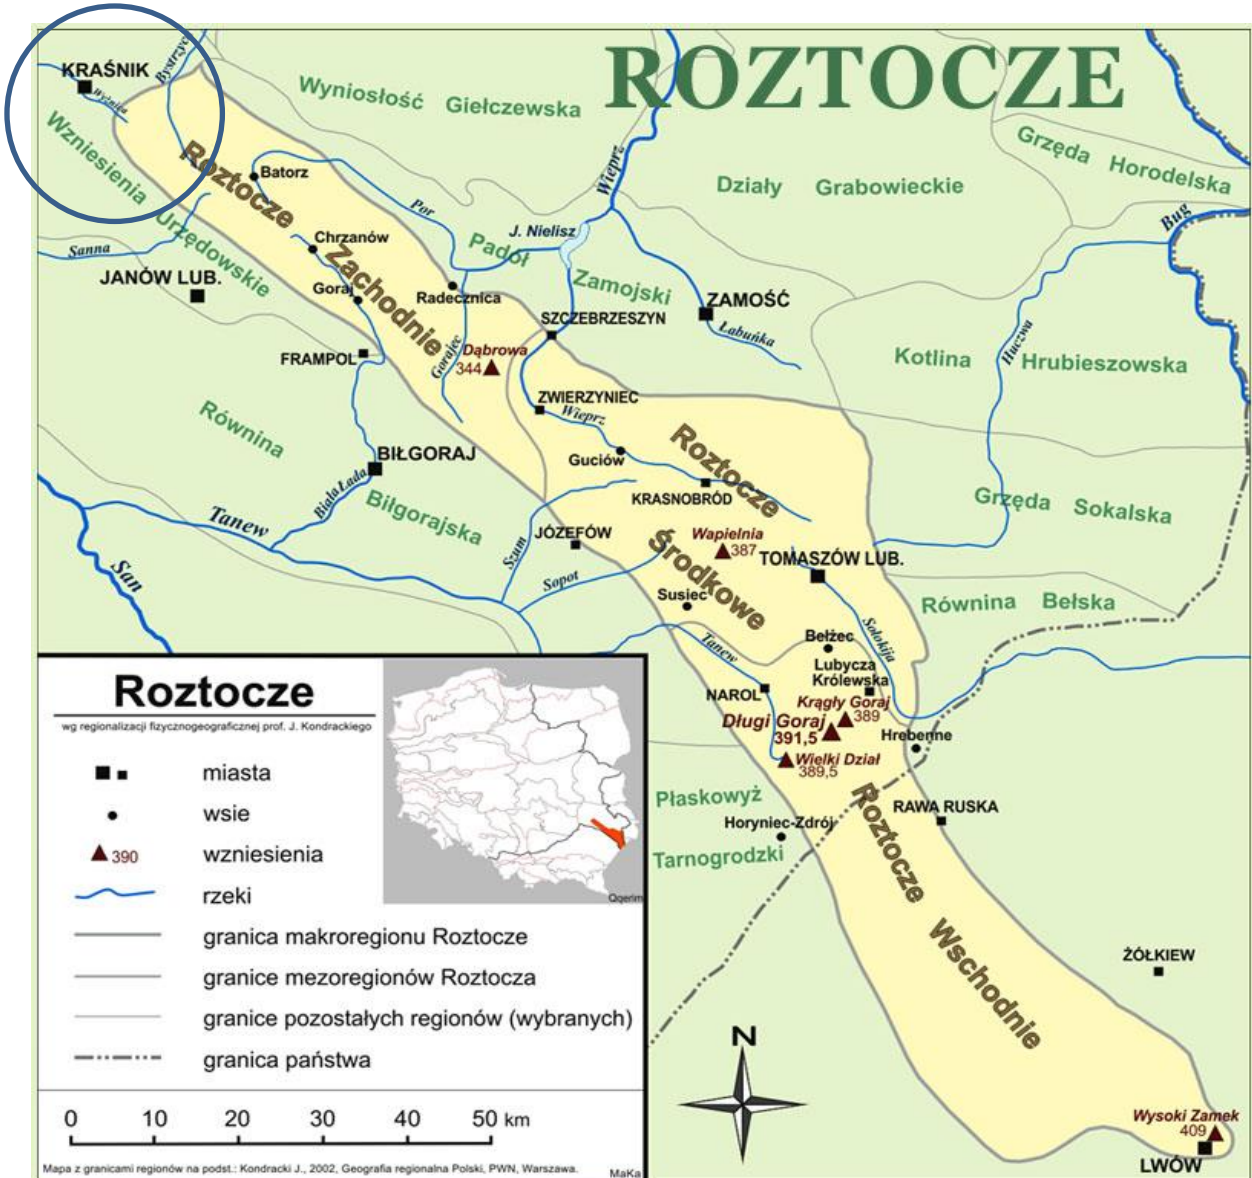 ROZTOCZE
KRAŚNIK
Bystrzyc
Wyżnica
Wyniosłość Giełczewska
Wzniesienia Urzędowskie
Roztocze Zachodnie
Batorz
Por
Wieprz
Działy Grabowieckie
Grzęda Horodelska
Bug
Sanna
JANÓW LUB.
Chrzanów
Goraj
Radecznica
J. Nielisz
Padół Zamojski
ZAMOŚĆ
Łabuńka
SZCZEBRZESZYN
Huczwa
Kotlina Hrubieszowska
FRAMPOL
Gorajec
Dąbrowa
344
ZWIERZYNIEC
Wieprz
Równina Biłgorajska
BIŁGORAJ
Biała Łada
Guciów
KRASNOBRÓD
Roztocze Środkowe
Grzęda Sokalska
Tanew
San
JÓZEFÓW
Szum
Sopot
Wapielnia
387
TOMASZÓW LUB.
Susiec
Równina Bełska
Bełżec
Sołokija
Tanew
Lubycza
Królewska
NAROL
Krągły Goraj
389
Długi Goraj
391,5
Hrebenne
Wielki Dział
389,5
Płaskowyż
Tarnogrodzki
Horyniec-Zdrój
RAWA RUSKA
Roztocze Wschodnie
ŻÓŁKIEW
N
Wysoki Zamek
409
LWÓW
Roztocze
wg regionalizacji fizycznogeograficznej prof. J. Kondrackiego
miasta
wsie
390 wzniesienia
rzeki
granica makroregionu Roztocze
granice mezoregionów Roztocza
granice pozostałych regionów (wybranych)
granica państwa
Qqerim
0 10 20 30 40 50 km
Mapa z granicami regionów na podst.: Kondracki J., 2002, Geografia regionalna Polski, PWN, Warszawa.
MaKa